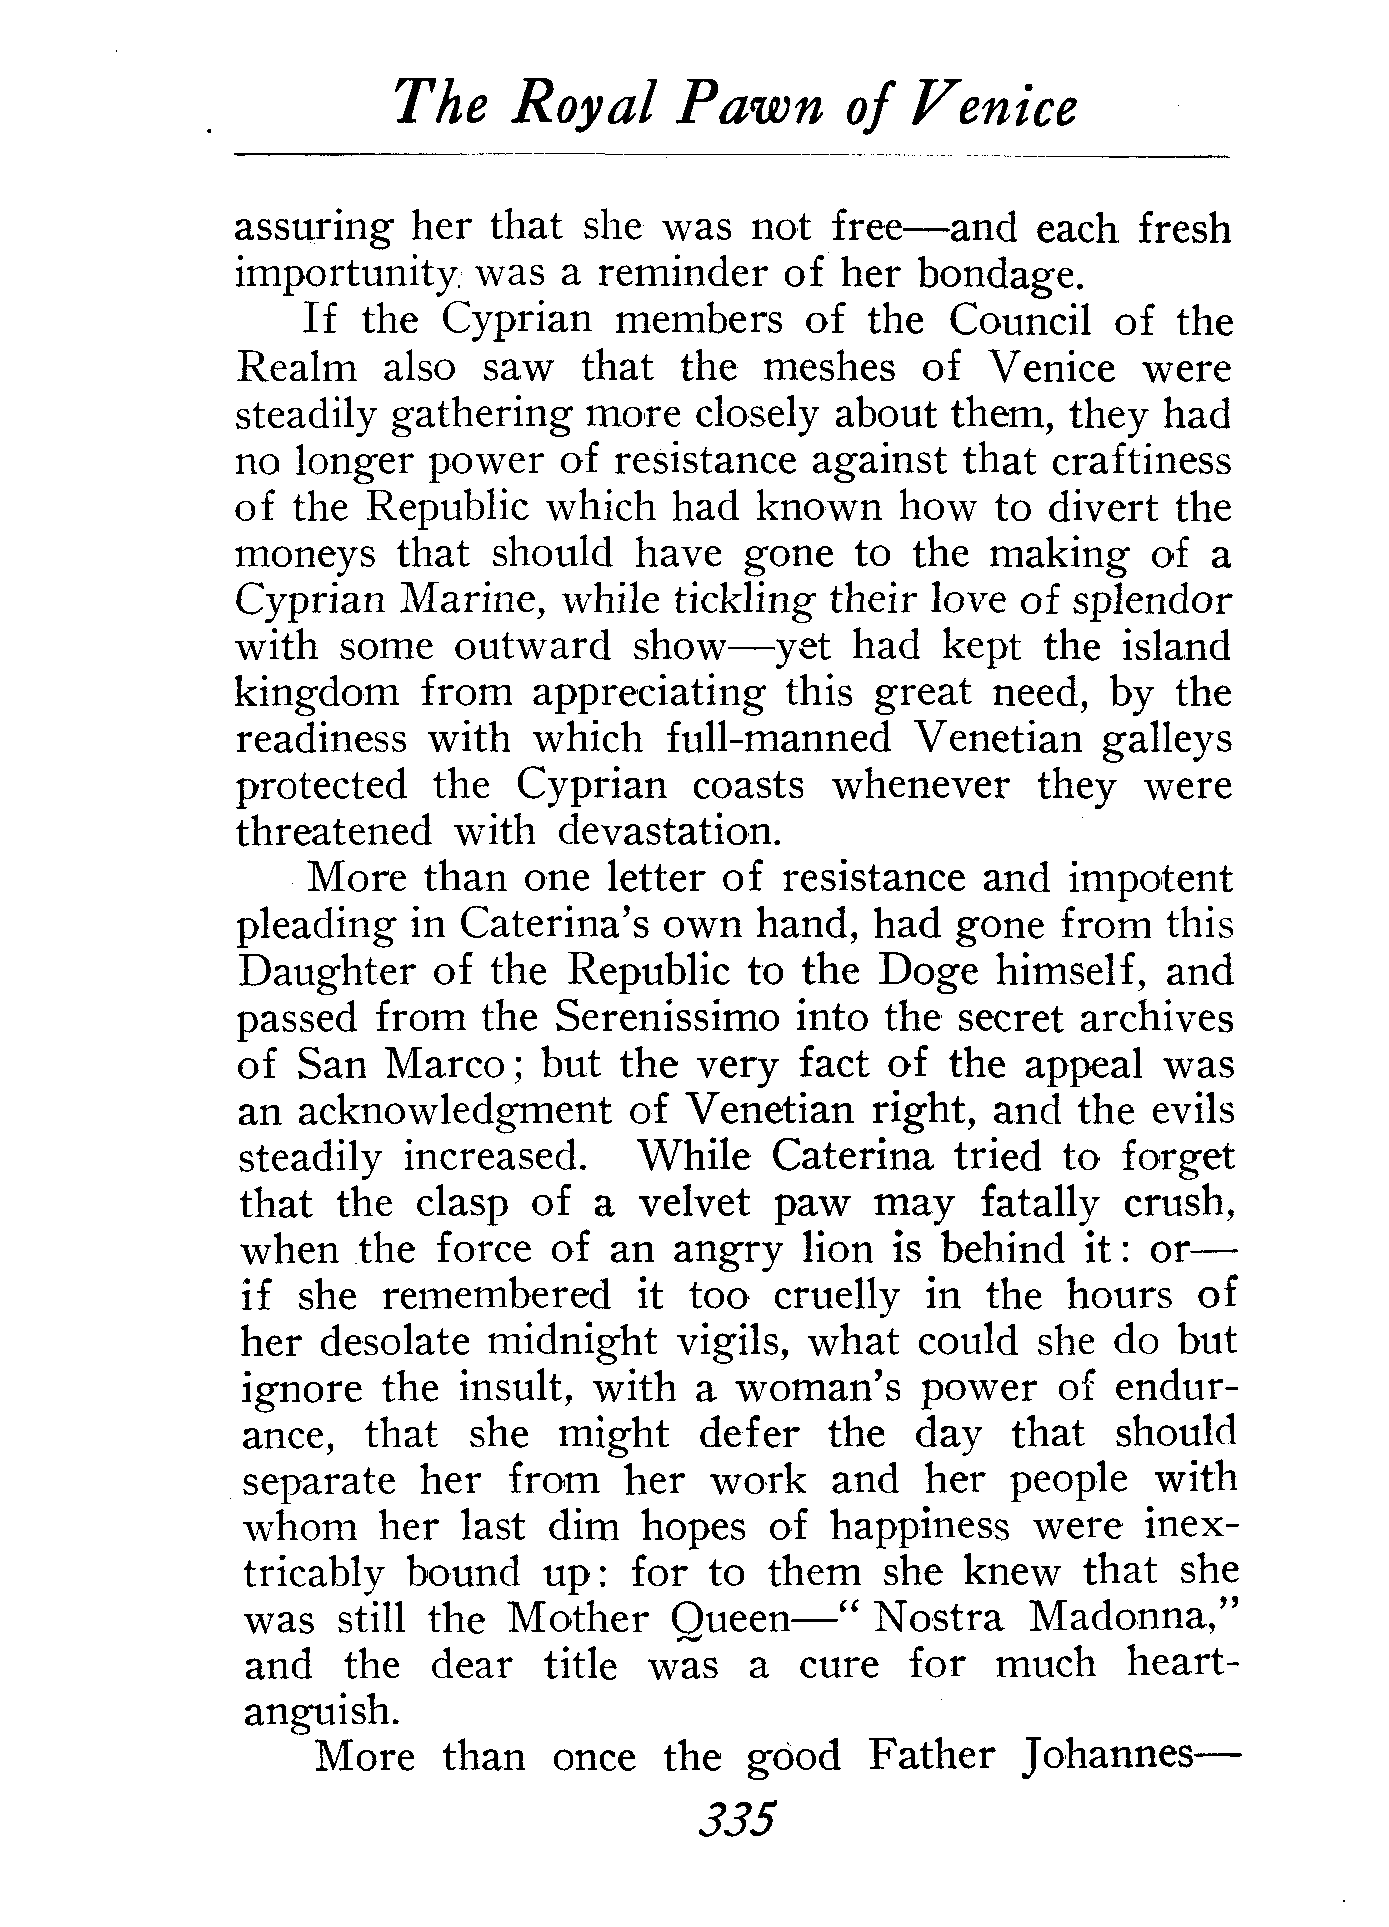 The Royal Pawn of Venice
assuring her that she was not free—and each fresh
importunity was a reminder of her bondage.
If the Cyprian members of the Council of the
Realm also saw that the meshes of Venice were
steadily gathering more closely about them, they had
no longer power of resistance against that craftiness
of the Republic which had known how to divert the
moneys that should have gone to the making of a
Cyprian Marine, while tickling their love of splendor
with some outward show—yet had kept the island
kingdom from appreciating this great need, by the
readiness with which full-manned Venetian galleys
protected the Cyprian coasts whenever they were
threatened with devastation.
More than one letter of resistance and impotent
pleading in Caterina's own hand, had gone from this
Daughter of the Republic to the Doge himself, and
passed from the Serenissimo into the secret archives
of San Marco; but the very fact of the appeal was
an acknowledgment of Venetian right, and the evils
steadily increased. While Caterina tried to forget
that the clasp of a velvet paw may fatally crush,
when the force of an angry lion is behind it: or—
if she remembered it too cruelly in the hours of
her desolate midnight vigils, what could she do but
ignore the insult, with a woman's power of endur-
ance, that she might defer the day that should
separate her from her work and her people with
whom her last dim hopes of happiness were inex-
tricably bound up: for to them she knew that she
was still the Mother Queen—"Nostra Madonna,"
and the dear title was a cure for much heart-
anguish.
More than once the good Father Johannes—
335